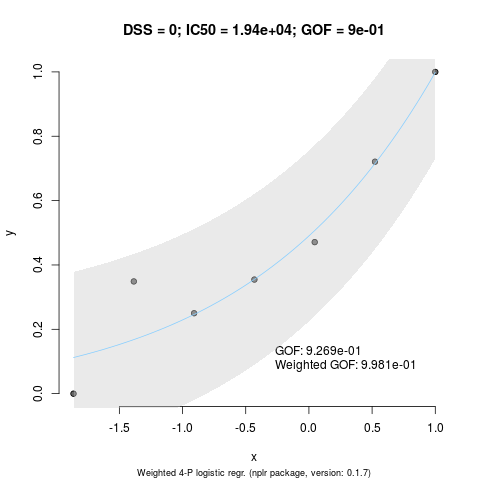 DSS = 0; IC50 = 1.94e+04; GOF = 9e-01
1.0
0.8
0.6
0.4
0.2
0.0
y
GOF: 9.269e-01
Weighted GOF: 9.981e-01
-1.5 -1.0 -0.5 0.0 0.5 1.0
x
Weighted 4-P logistic regr. (nplr package, version: 0.1.7)